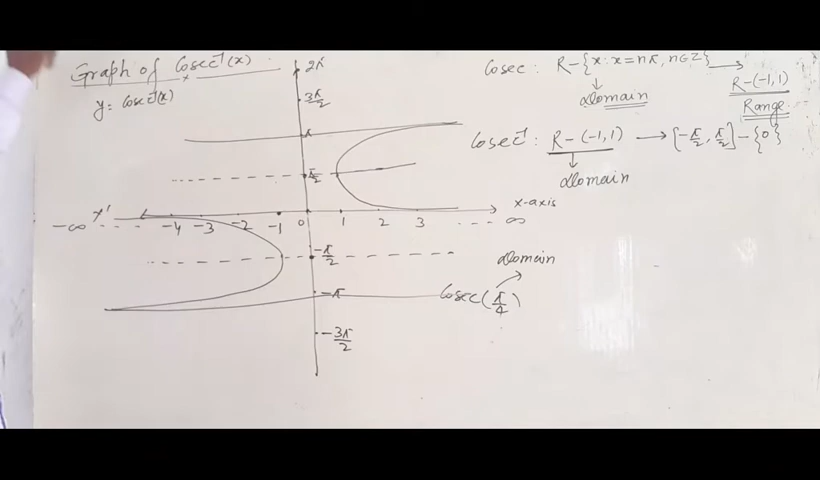 Graph of Cosec⁻¹(x)
y = Cosec⁻¹(x)
2π
3π/2
π
π/2
x-axis
x'
-∞
-4 -3 -2 -1 0 1 2 3
∞
-π/2
-π
-3π/2
Cosec : R-{x : x = nπ, n∈Z} → R-(-1,1)
Domain
Range
Cosec⁻¹ : R-(-1,1) → [-π/2, π/2] - {0}
Domain
Domain
Cosec(π/4)